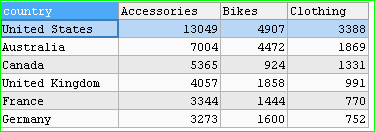 country Accessories Bikes Clothing
United States 13049 4907 3388
Australia 7004 4472 1869
Canada 5365 924 1331
United Kingdom 4057 1858 991
France 3344 1444 770
Germany 3273 1600 752